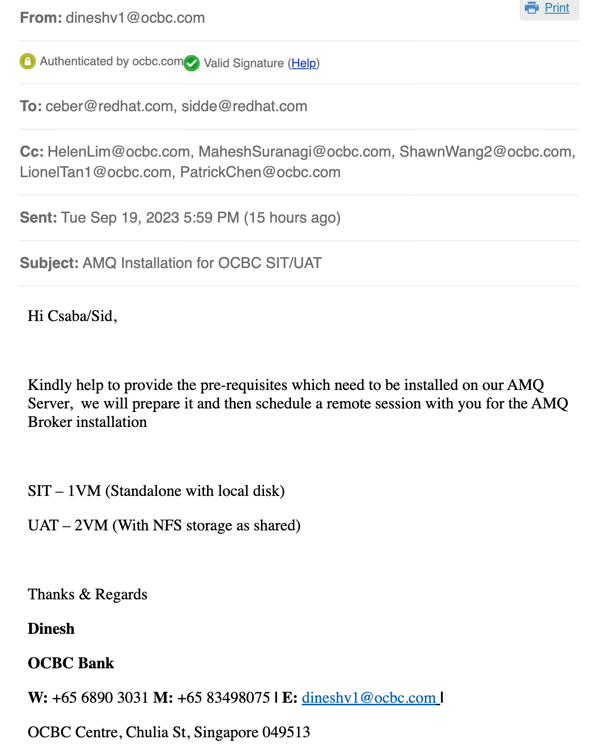 Print
From: dineshv1@ocbc.com
Authenticated by ocbc.com Valid Signature (Help)
To: ceber@redhat.com, sidde@redhat.com
Cc: HelenLim@ocbc.com, MaheshSuranagi@ocbc.com, ShawnWang2@ocbc.com,
LionelTan1@ocbc.com, PatrickChen@ocbc.com
Sent: Tue Sep 19, 2023 5:59 PM (15 hours ago)
Subject: AMQ Installation for OCBC SIT/UAT
Hi Csaba/Sid,
Kindly help to provide the pre-requisites which need to be installed on our AMQ
Server, we will prepare it and then schedule a remote session with you for the AMQ
Broker installation
SIT – 1VM (Standalone with local disk)
UAT – 2VM (With NFS storage as shared)
Thanks & Regards
Dinesh
OCBC Bank
W: +65 6890 3031 M: +65 83498075 | E: dineshv1@ocbc.com |
OCBC Centre, Chulia St, Singapore 049513